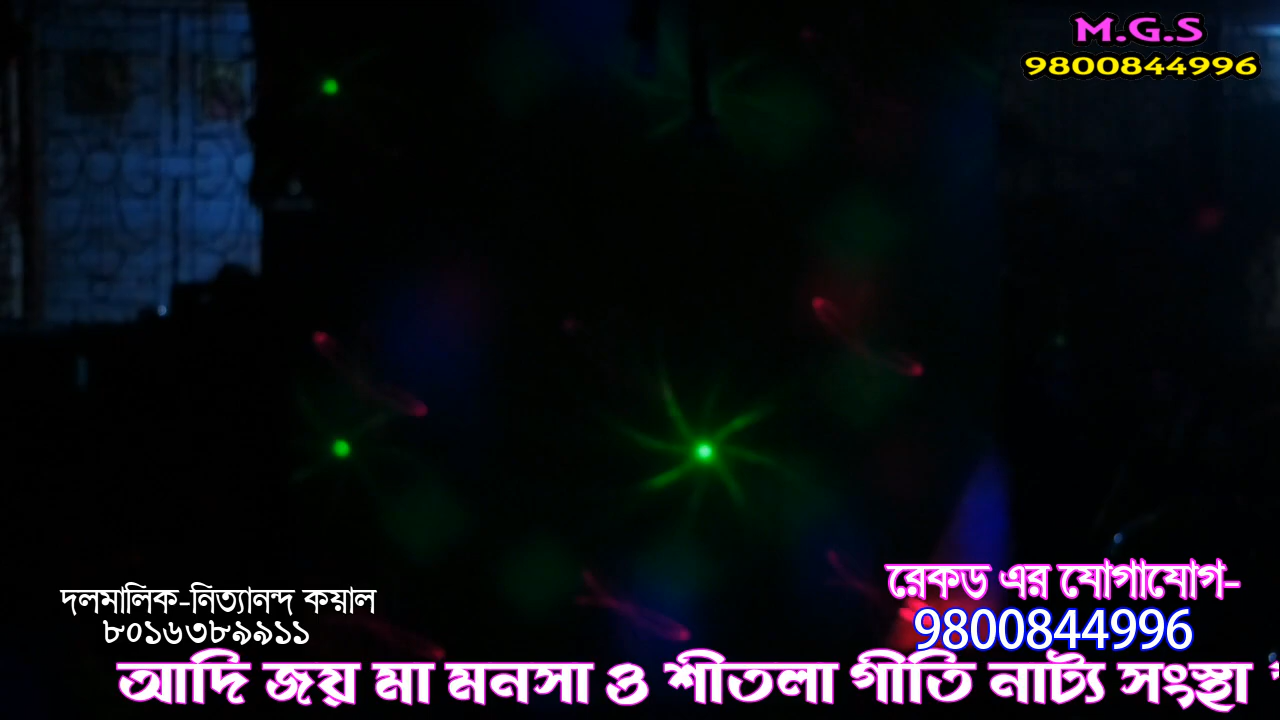 M.G.S
9800844996
দলমালিক-নিত্যানন্দ কয়াল
৮০১৬৩৮৯৯১১
রেকড এর যোগাযোগ-
9800844996
আদি জয় মা মনসা ও শীতলা গীতি নাট্য সংস্থা